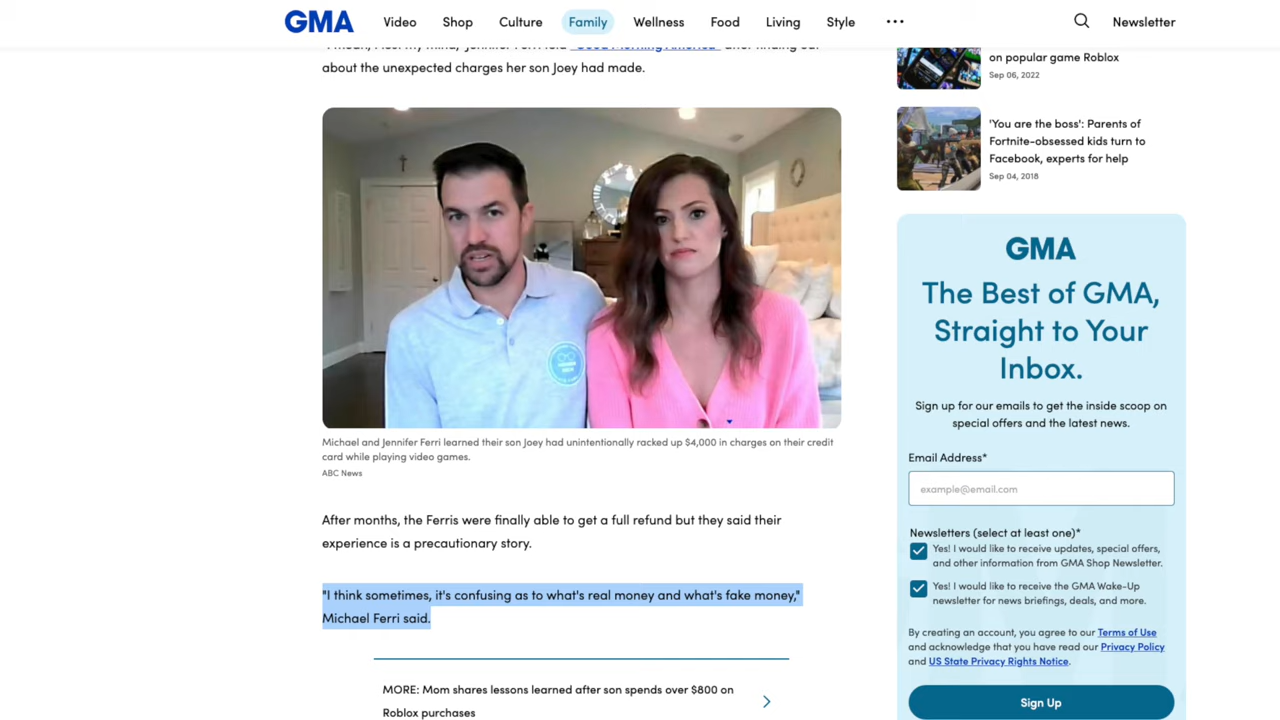 GMA
Video
Shop
Culture
Family
Wellness
Food
Living
Style
Newsletter
about the unexpected charges her son Joey had made.
Michael and Jennifer Ferri learned their son Joey had unintentionally racked up $4,000 in charges on their credit
card while playing video games.
ABC News
After months, the Ferris were finally able to get a full refund but they said their
experience is a precautionary story.
"I think sometimes, it's confusing as to what's real money and what's fake money,"
Michael Ferri said.
MORE: Mom shares lessons learned after son spends over $800 on
Roblox purchases
on popular game Roblox
Sep 06, 2022
'You are the boss': Parents of
Fortnite-obsessed kids turn to
Facebook, experts for help
Sep 04, 2018
GMA
The Best of GMA,
Straight to Your
Inbox.
Sign up for our emails to get the inside scoop on
special offers and the latest news.
Email Address*
example@email.com
Newsletters (select at least one)*
Yes! I would like to receive updates, special offers,
and other information from GMA Shop Newsletter.
Yes! I would like to receive the GMA Wake-Up
newsletter for news briefings, deals, and more.
By creating an account, you agree to our Terms of Use
and acknowledge that you have read our Privacy Policy
and US State Privacy Rights Notice.
Sign Up